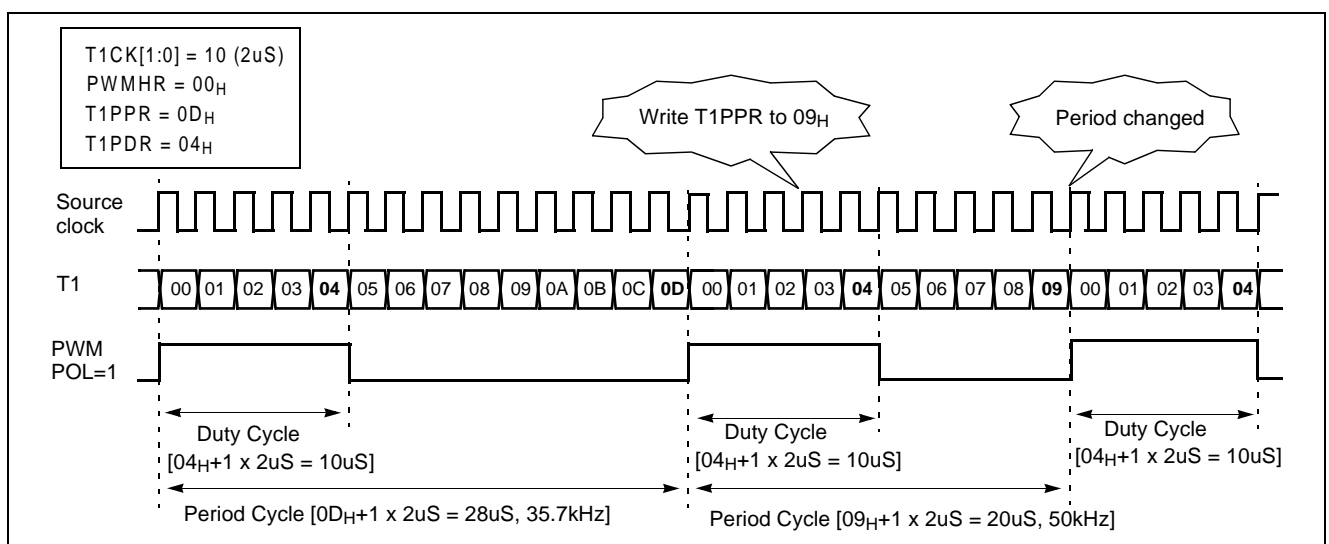 T1CK[1:0] = 10 (2uS)
PWMHR = 00H
T1PPR = 0DH
T1PDR = 04H
Write T1PPR to 09H
Period changed
Source
clock
T1
00 01 02 03 04 05 06 07 08 09 0A 0B 0C 0D 00 01 02 03 04 05 06 07 08 09 00 01 02 03 04
PWM
POL=1
Duty Cycle
[04H+1 x 2uS = 10uS]
Duty Cycle
[04H+1 x 2uS = 10uS]
Duty Cycle
[04H+1 x 2uS = 10uS]
Period Cycle [0DH+1 x 2uS = 28uS, 35.7kHz]
Period Cycle [09H+1 x 2uS = 20uS, 50kHz]